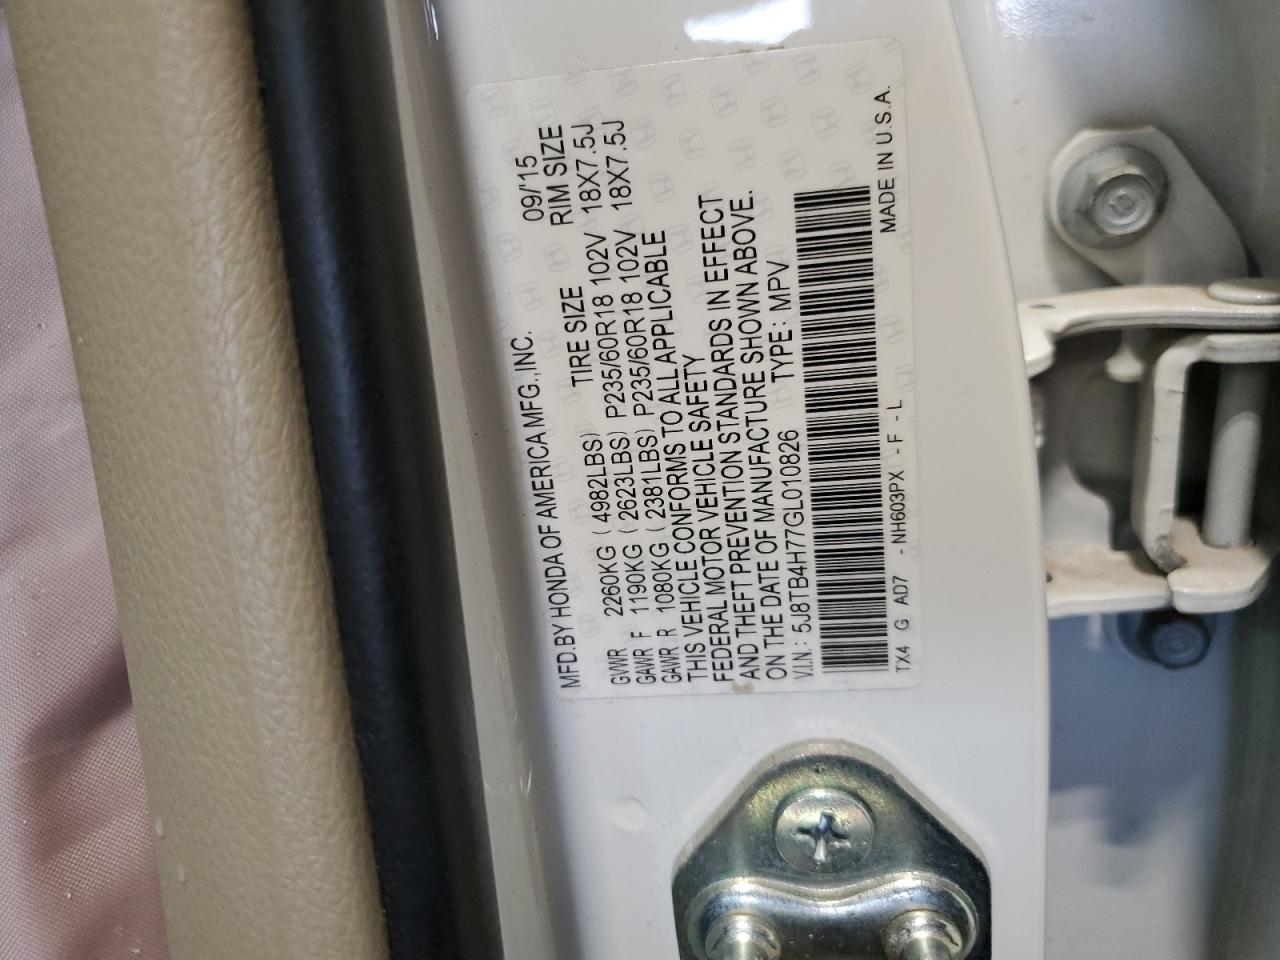 MFD. BY HONDA OF AMERICA MFG., INC. 09/'15
TIRE SIZE RIM SIZE
GVWR 2260KG ( 4982LBS)
GAWR F 1190KG ( 2623LBS) P235/60R18 102V 18X7.5J
GAWR R 1080KG ( 2381LBS) P235/60R18 102V 18X7.5J
THIS VEHICLE CONFORMS TO ALL APPLICABLE
FEDERAL MOTOR VEHICLE SAFETY
AND THEFT PREVENTION STANDARDS IN EFFECT
ON THE DATE OF MANUFACTURE SHOWN ABOVE.
V.I.N.: 5J8TB4H77GL010826 TYPE: MPV
TX4 G AD7 - NH603PX - F - L MADE IN U.S.A.